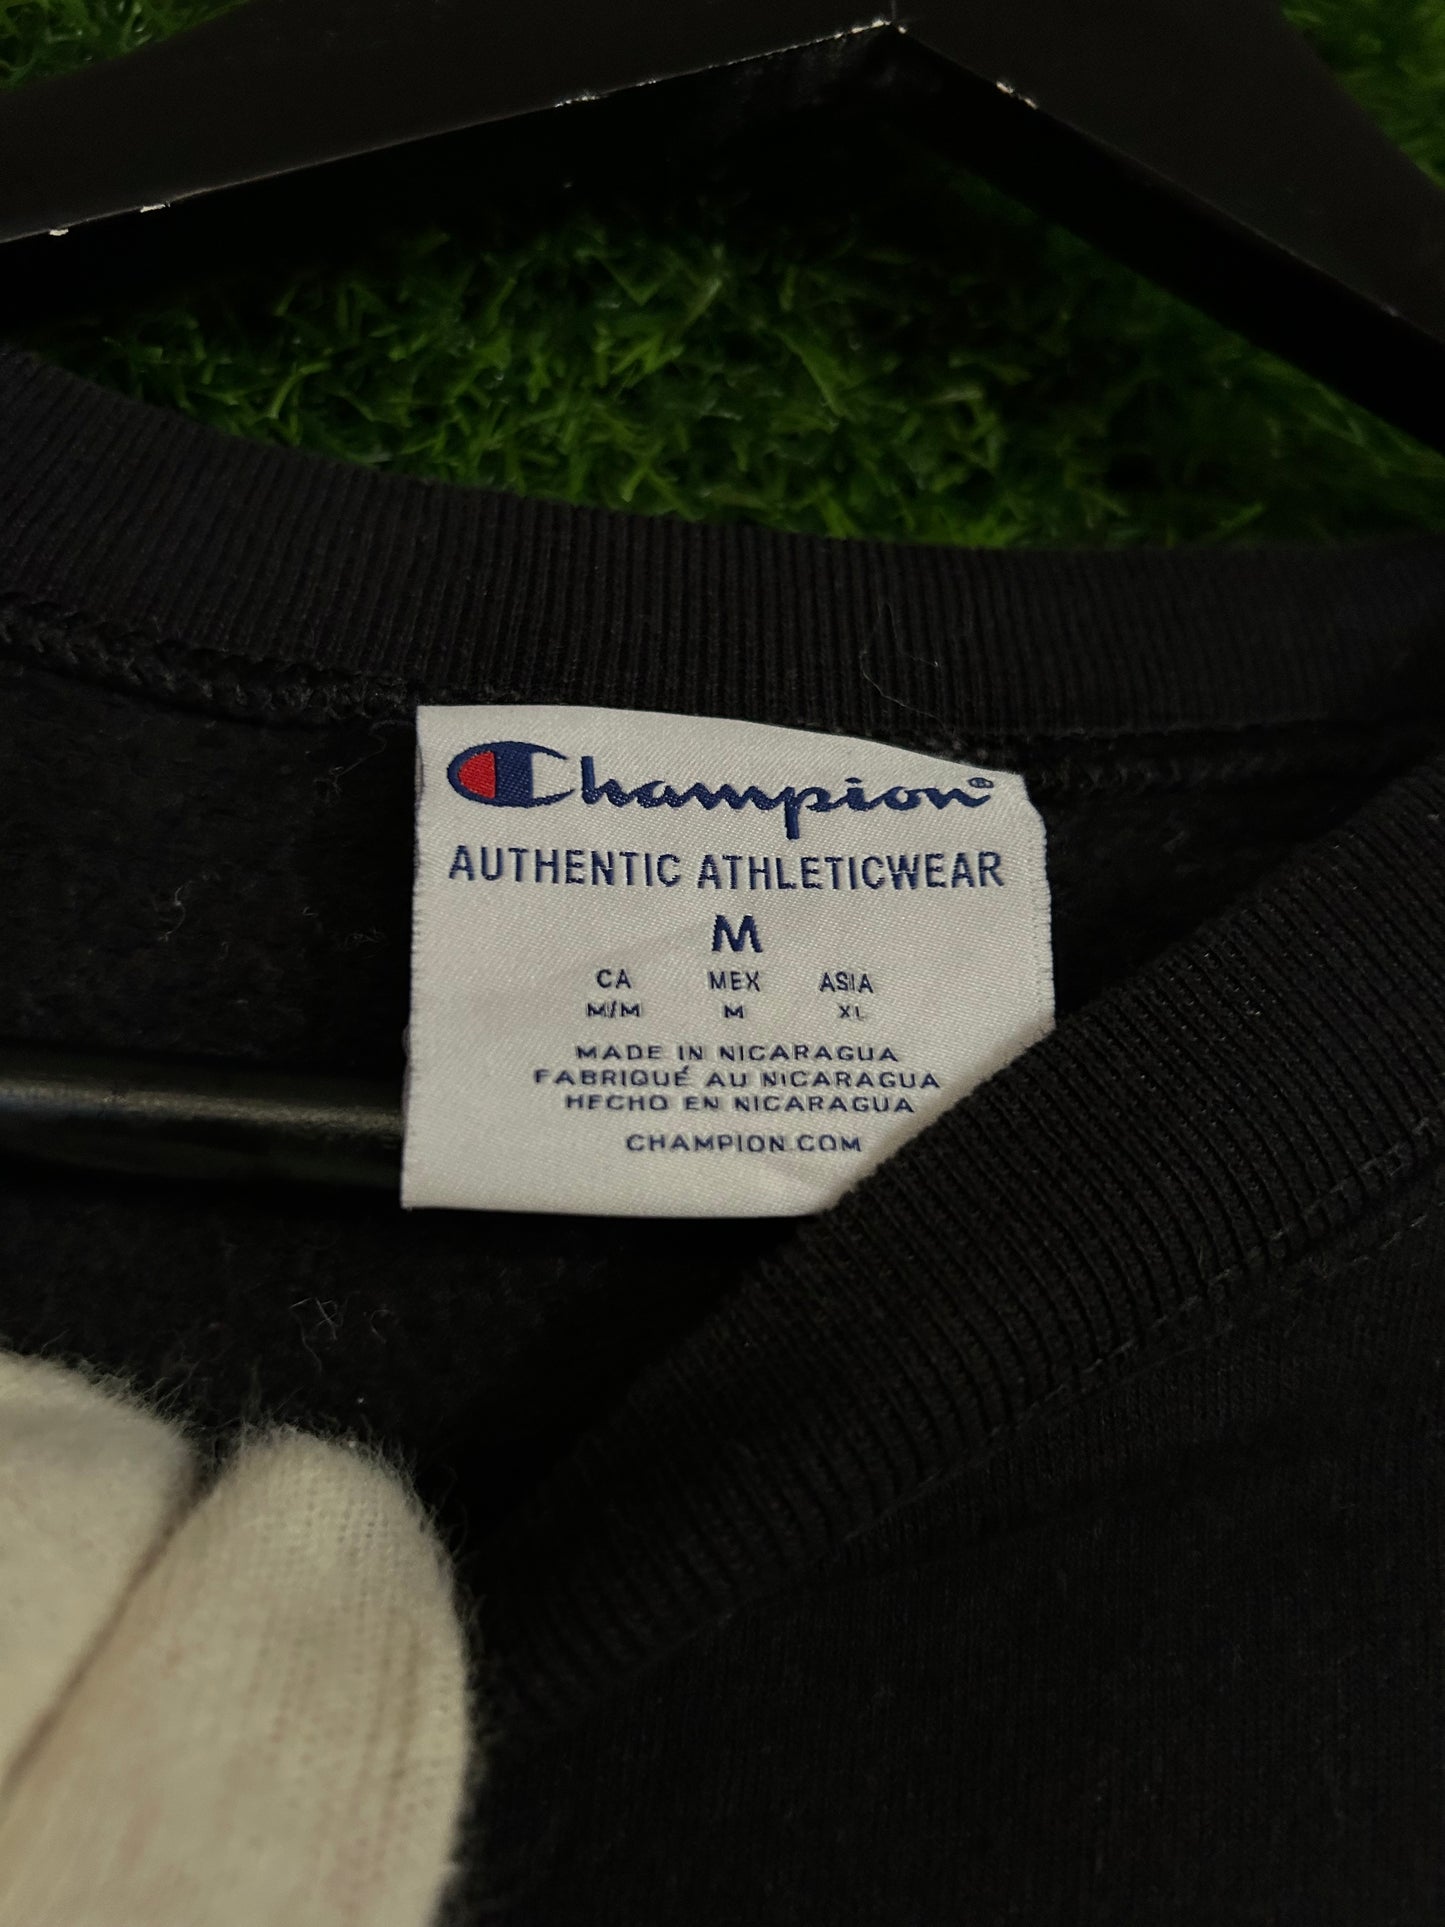 Champion®
AUTHENTIC ATHLETICWEAR
M
CA MEX ASIA
M/M M XL
MADE IN NICARAGUA
FABRIQUÉ AU NICARAGUA
HECHO EN NICARAGUA
CHAMPION.COM